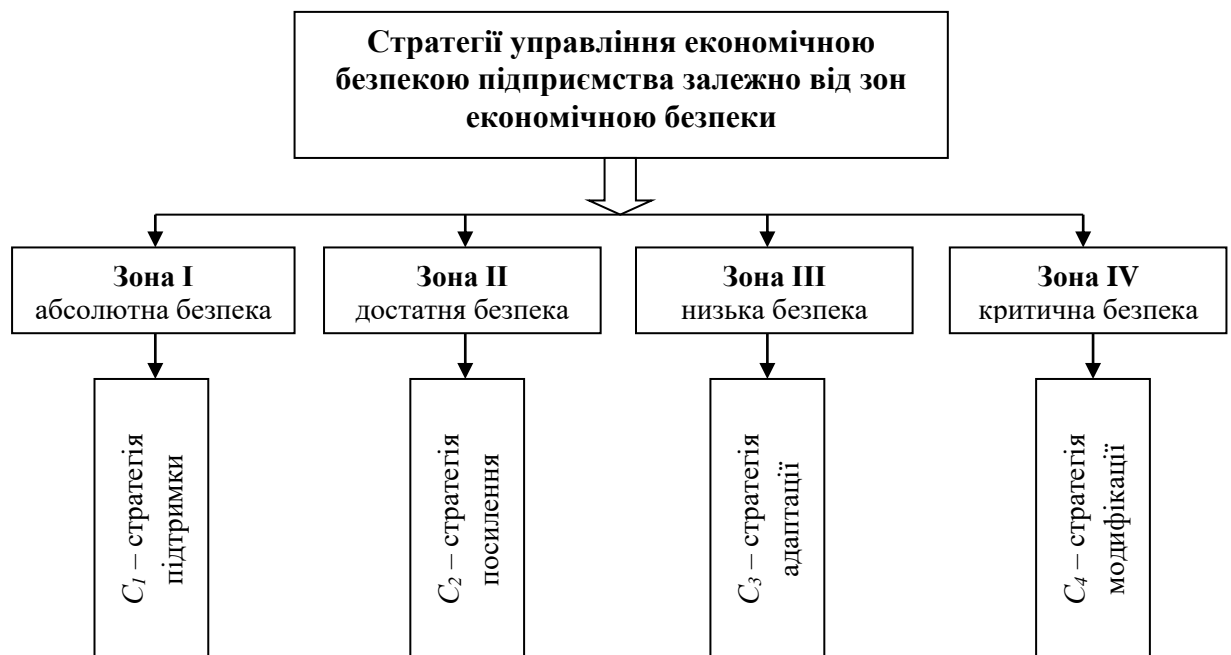 Стратегії управління економічною
безпекою підприємства залежно від зон
економічною безпеки
Зона I
абсолютна безпека
Зона II
достатня безпека
Зона III
низька безпека
Зона IV
критична безпека
C1 – стратегія
підтримки
C2 – стратегія
посилення
C3 – стратегія
адаптації
C4 – стратегія
модифікації